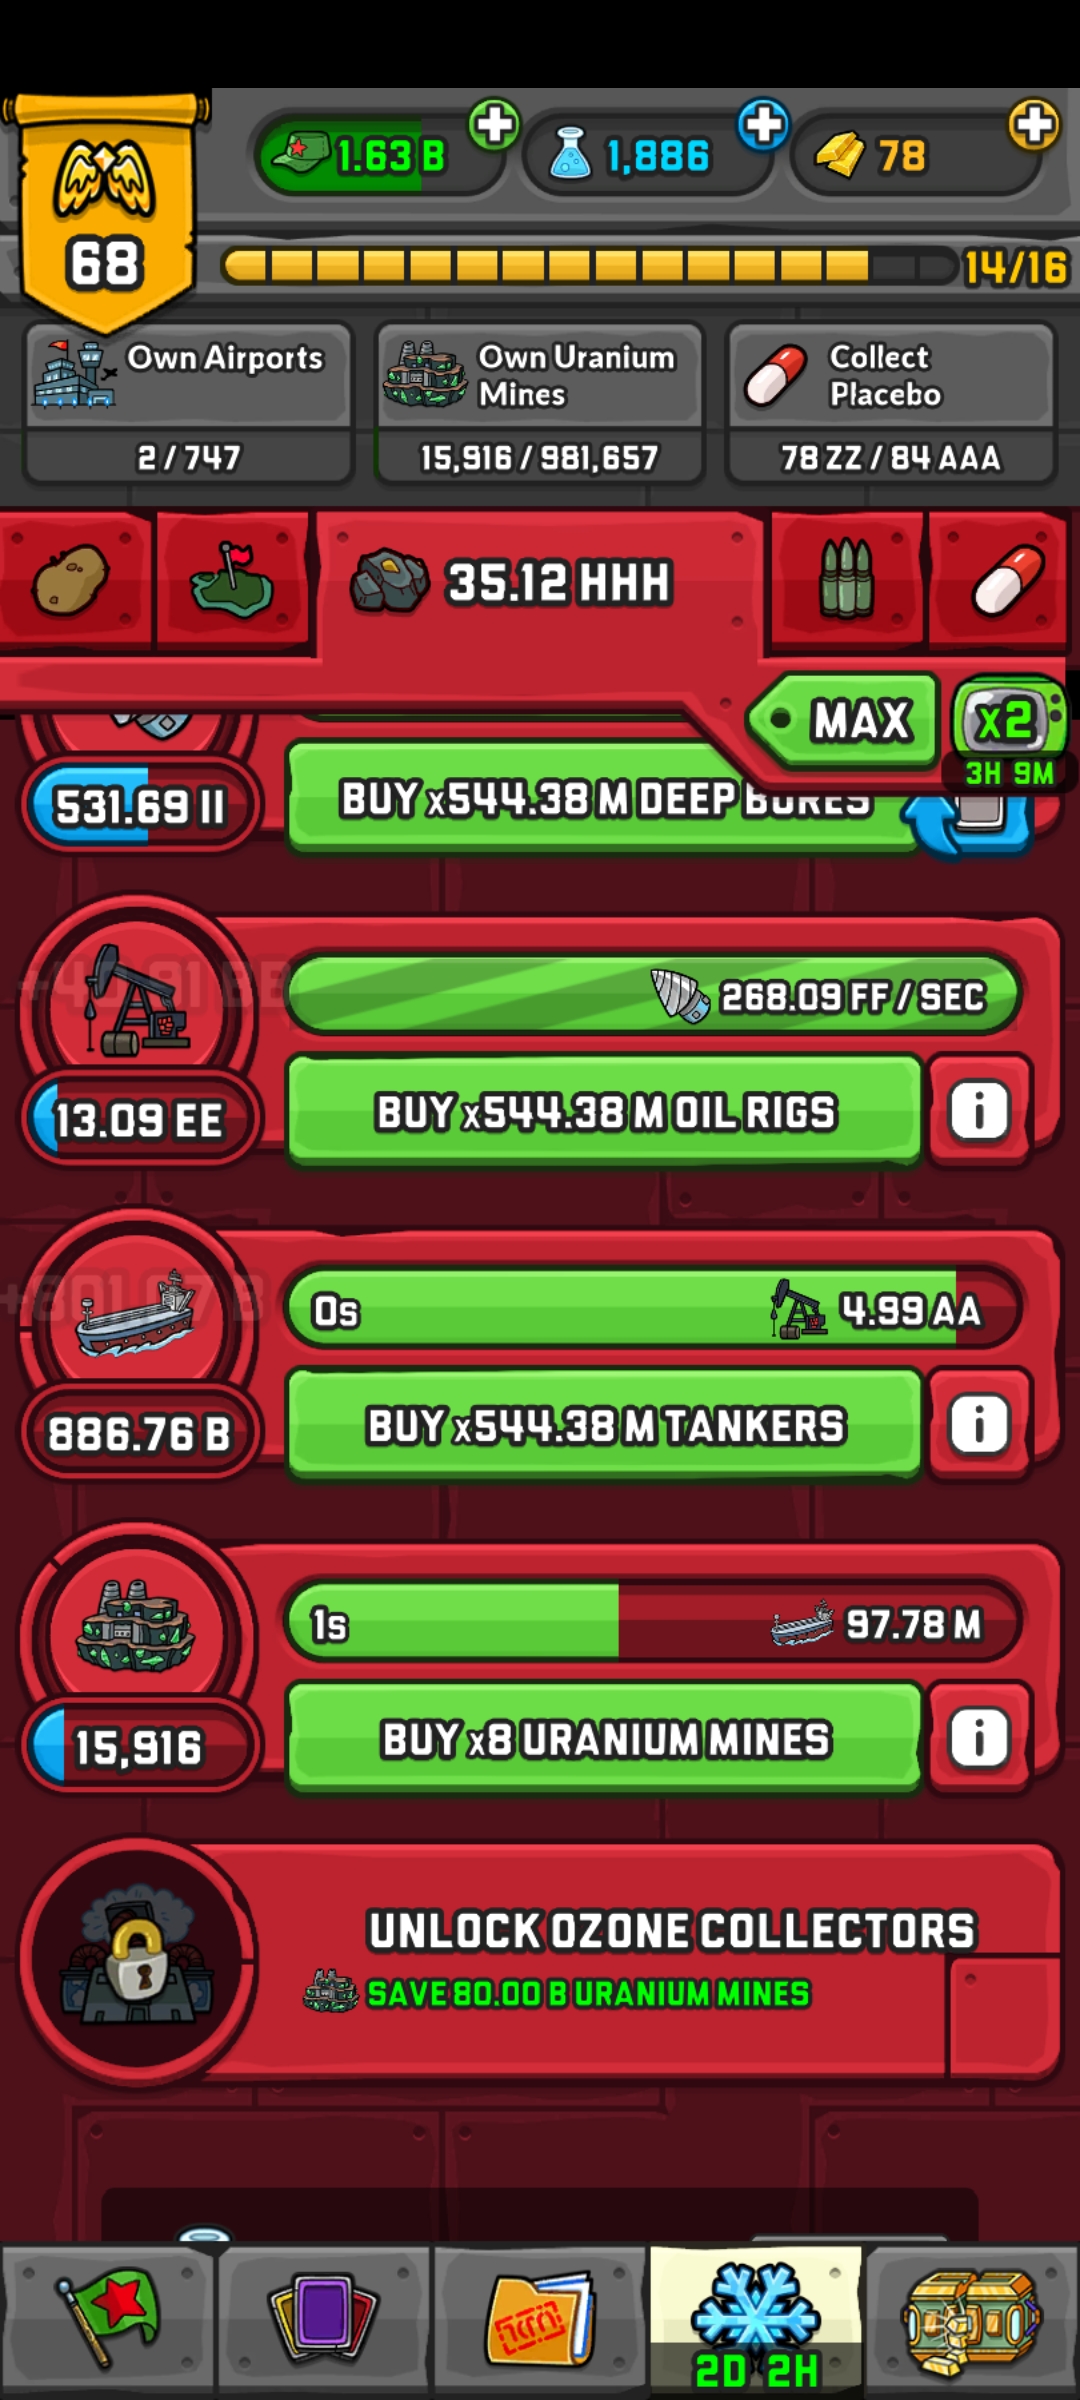 1.63 B
1,886
78
68
14/16
Own Airports
2 / 747
Own Uranium
Mines
15,916 / 981,657
Collect
Placebo
78 ZZ / 84 AAA
35.12 HHH
MAX
x2
3H 9M
531.69 II
BUY x544.38 M DEEP BORES
268.09 FF / SEC
13.09 EE
BUY x544.38 M OIL RIGS
0s
4.99 AA
886.76 B
BUY x544.38 M TANKERS
1s
97.78 M
15,916
BUY x8 URANIUM MINES
UNLOCK OZONE COLLECTORS
SAVE 80.00 B URANIUM MINES
2D 2H